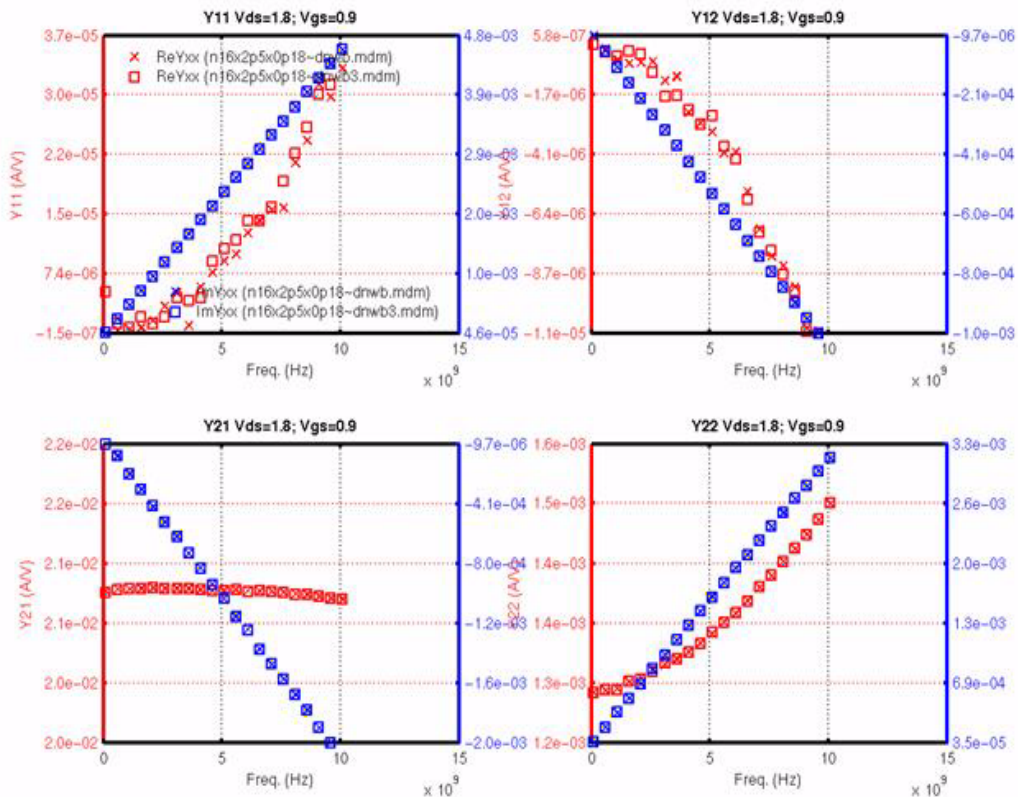 Y11 Vds=1.8; Vgs=0.9
3.7e-05
3.0e-05
2.2e-05
1.5e-05
7.4e-06
-1.5e-07
Y11 (A/V)
ReYxx (n16x2p5x0p18~dnwb.mdm)
ReYxx (n16x2p5x0p18~dnwb3.mdm)
ImYxx (n16x2p5x0p18~dnwb.mdm)
ImYxx (n16x2p5x0p18~dnwb3.mdm)
4.8e-03
3.9e-03
2.9e-03
2.0e-03
1.0e-03
4.6e-05
0 5 10 15
Freq. (Hz)
x 10^9
Y12 Vds=1.8; Vgs=0.9
5.8e-07
-1.7e-06
-4.1e-06
-6.4e-06
-8.7e-06
-1.1e-05
Y12 (A/V)
-9.7e-06
-2.1e-04
-4.1e-04
-6.0e-04
-8.0e-04
-1.0e-03
0 5 10 15
Freq. (Hz)
x 10^9
Y21 Vds=1.8; Vgs=0.9
2.2e-02
2.2e-02
2.1e-02
2.1e-02
2.0e-02
2.0e-02
Y21 (A/V)
-9.7e-06
-4.1e-04
-8.0e-04
-1.2e-03
-1.6e-03
-2.0e-03
0 5 10 15
Freq. (Hz)
x 10^9
Y22 Vds=1.8; Vgs=0.9
1.6e-03
1.5e-03
1.4e-03
1.4e-03
1.3e-03
1.2e-03
Y22 (A/V)
3.3e-03
2.6e-03
2.0e-03
1.3e-03
6.9e-04
3.5e-05
0 5 10 15
Freq. (Hz)
x 10^9